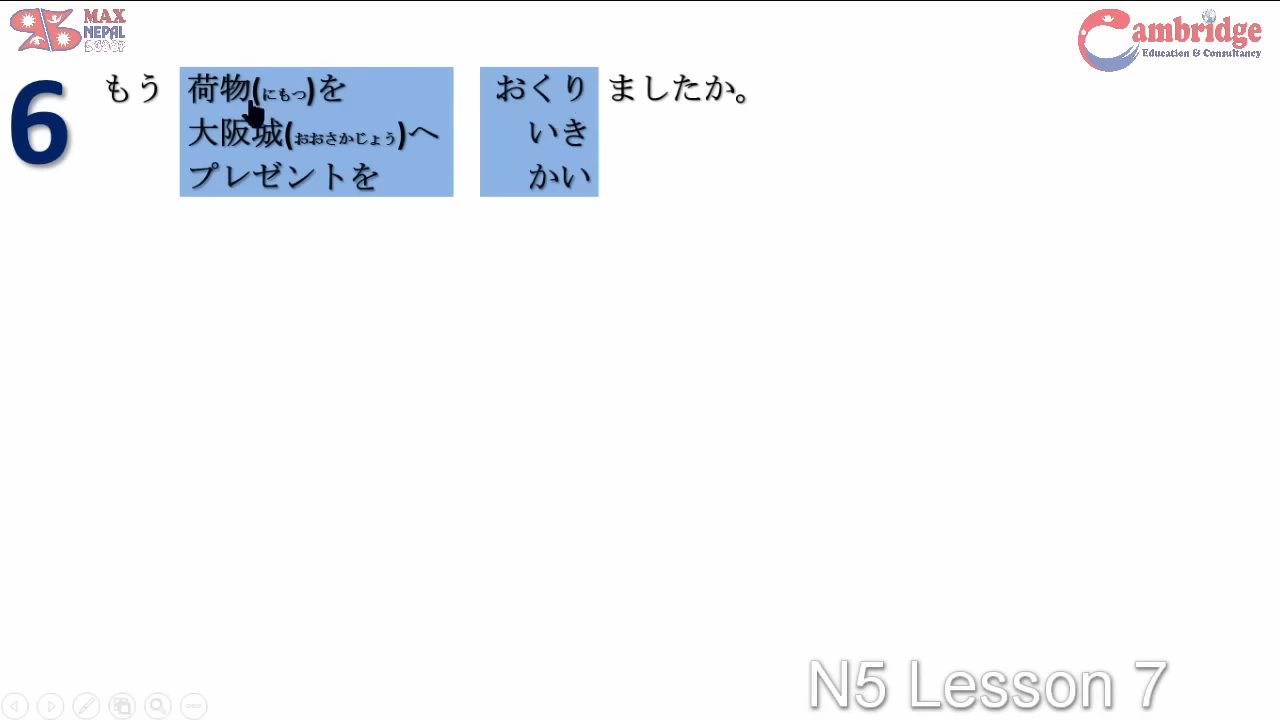 MAX
NEPAL
Cambridge
Education & Consultancy
6
もう 荷物(にもつ)を おくり ましたか。
大阪城(おおさかじょう)へ いき
プレゼントを かい
N5 Lesson 7